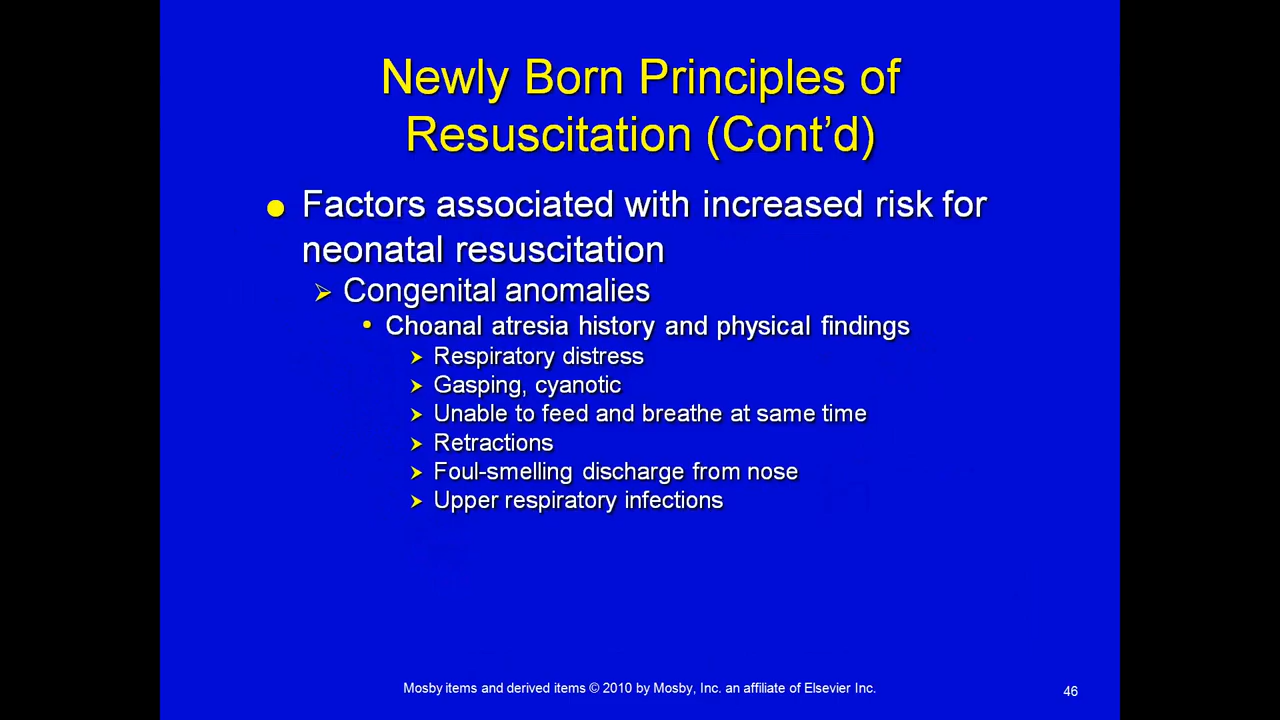 Newly Born Principles of
Resuscitation (Cont’d)
Factors associated with increased risk for
neonatal resuscitation
Congenital anomalies
Choanal atresia history and physical findings
Respiratory distress
Gasping, cyanotic
Unable to feed and breathe at same time
Retractions
Foul-smelling discharge from nose
Upper respiratory infections
Mosby items and derived items © 2010 by Mosby, Inc. an affiliate of Elsevier Inc.
46